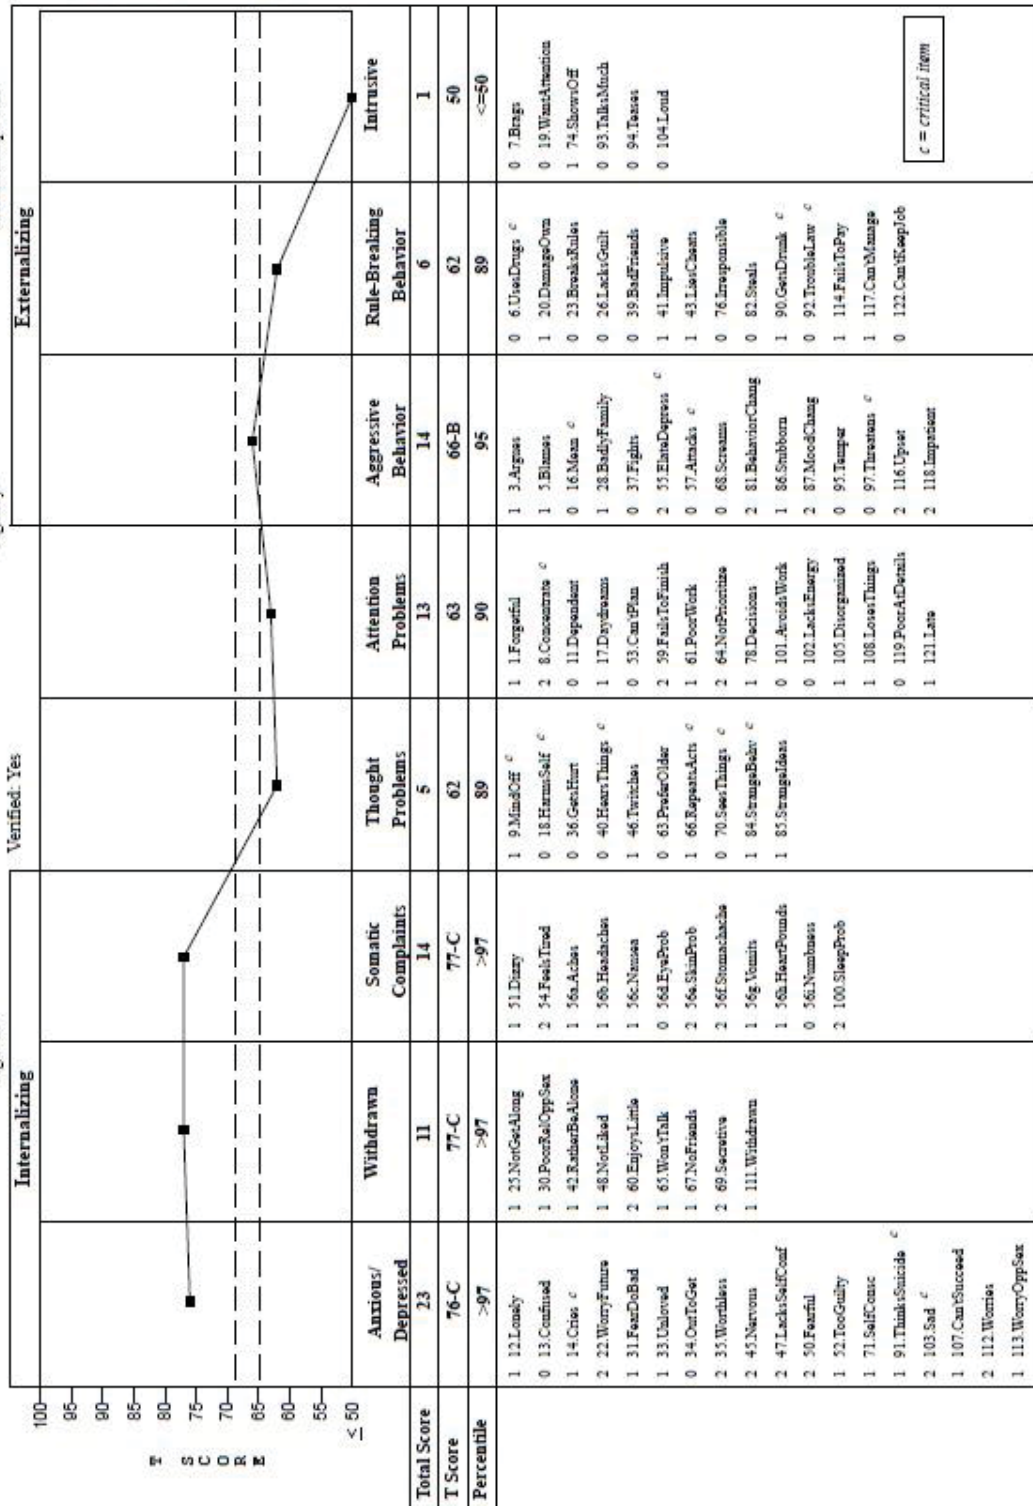 Verified: Yes
Internalizing
Externalizing
100
95
90
85
80
75
70
65
60
≤ 50
T
S
C
O
R
E
Anxious/ Depressed
Withdrawn
Somatic Complaints
Thought Problems
Attention Problems
Aggressive Behavior
Rule-Breaking Behavior
Intrusive
Total Score 23 11 14 5 13 14 6 1
T Score 76-C 77-C 77-C 62 63 66-B 62 50
Percentile >97 >97 >97 89 90 95 89 <=50
1 12.Lonely
0 13.Confused
1 14.Cries c
2 22.WorryFuture
1 31.FearDoBad
1 33.Unloved
0 34.OutToGet
2 35.Worthless
2 45.Nervous
2 47.LacksSelfConf
2 50.Fearful
1 52.TooGuilty
1 71.SelfConsc
1 91.ThinksSuicide c
2 103.Sad c
1 107.Can'tSucceed
2 112.Worries
1 113.WorryOppSex
1 25.NotGetAlong
1 30.PoorRelOppSex
1 42.RatherBeAlone
1 48.NotLiked
2 60.EnjoysLittle
1 65.Won'tTalk
1 67.NoFriends
2 69.Secretive
1 111.Withdrawn
1 51.Dizzy
2 54.FeelsTired
1 56a.Aches
1 56b.Headaches
1 56c.Nausea
0 56d.EyeProb
2 56e.SkinProb
2 56f.Stomachache
1 56g.Vomits
1 56h.HeartPounds
0 56i.Numbness
2 100.SleepProb
1 9.MindOff c
0 18.HarmsSelf c
0 36.GetsHurt
0 40.HearsThings c
1 46.Twitches
0 63.PreferOlder
1 66.RepeatsActs c
0 70.SeesThings c
1 84.StrangeBehv c
1 85.StrangeIdeas
1 1.Forgetful
2 8.Concentrate c
0 11.Dependent
1 17.Daydreams
0 53.Can'tPlan
2 59.FailsToFinish
1 61.PoorWork
2 64.NotPrioritize
1 78.Decisions
0 101.AvoidsWork
0 102.LacksEnergy
1 105.Disorganized
1 108.LosesThings
0 119.PoorAtDetails
1 121.Late
1 3.Argues
1 5.Blames
0 16.Mean c
1 28.BadlyFamily
0 37.Fights
2 55.ElateDepress c
0 57.Attacks c
0 68.Screams
2 81.BehaviorChang
1 86.Stubborn
2 87.MoodChang
0 95.Temper
0 97.Threatens c
2 116.Upset
2 118.Impatient
0 6.UsesDrugs c
1 20.DamageOwn
0 23.BreaksRules
0 26.LacksGuilt
0 39.BadFriends
1 41.Impulsive
1 43.LiesCheats
0 76.Irresponsible
0 82.Steals
1 90.GetsDrunk c
0 92.TroubleLaw c
1 114.FailsToPay
1 117.Can'tManage
0 122.Can'tKeepJob
0 7.Brags
0 19.WantAttention
1 74.ShowsOff
0 93.TalksMuch
0 94.Teases
0 104.Loud
c = critical item